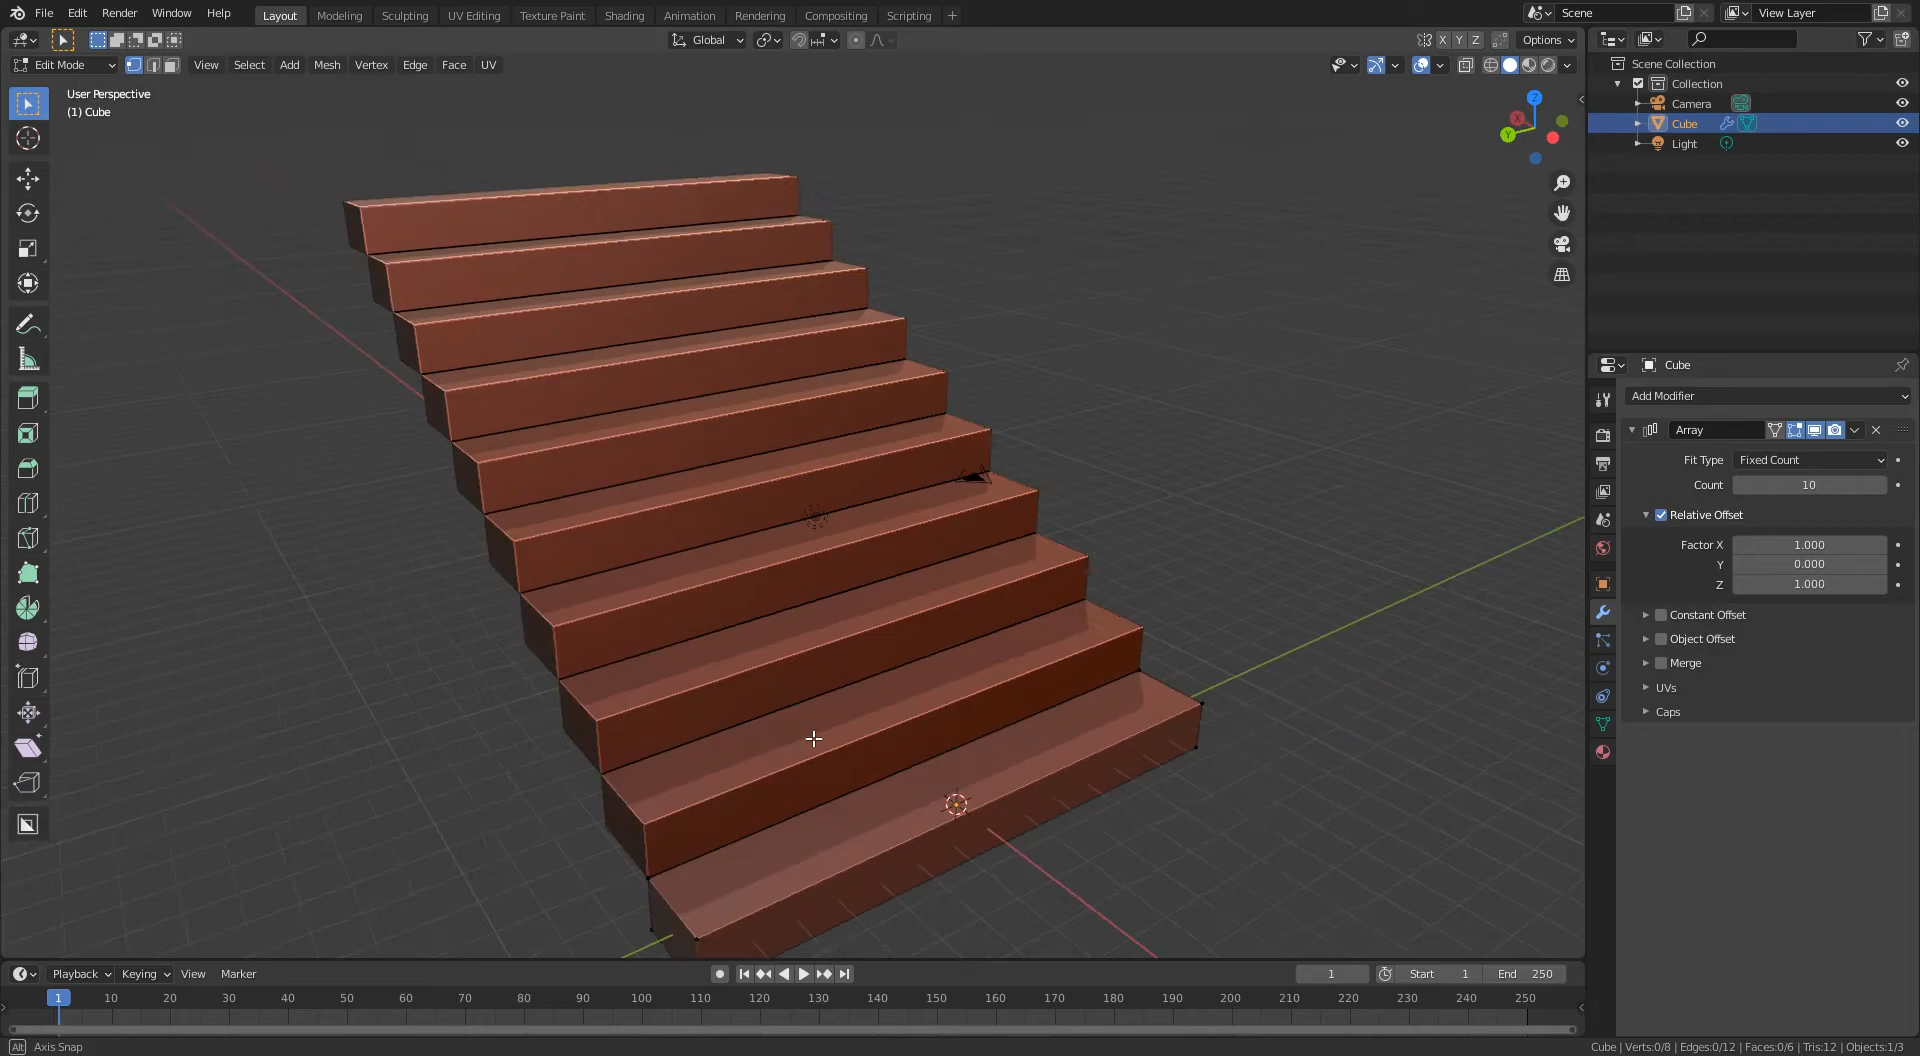 File Edit Render Window Help Layout Modeling Sculpting UV Editing Texture Paint Shading Animation Rendering Compositing Scripting + Scene View Layer
Global X Y Z Options
Edit Mode View Select Add Mesh Vertex Edge Face UV
User Perspective
(1) Cube
Z
X
Y
Scene Collection
Collection
Camera
Cube
Light
Cube
Add Modifier
Array
Fit Type Fixed Count
Count 10
Relative Offset
Factor X 1.000
Y 0.000
Z 1.000
Constant Offset
Object Offset
Merge
UVs
Caps
Playback Keying View Marker 1 Start 1 End 250
1 10 20 30 40 50 60 70 80 90 100 110 120 130 140 150 160 170 180 190 200 210 220 230 240 250
Alt Axis Snap Cube | Verts:0/8 | Edges:0/12 | Faces:0/6 | Tris:12 | Objects:1/3